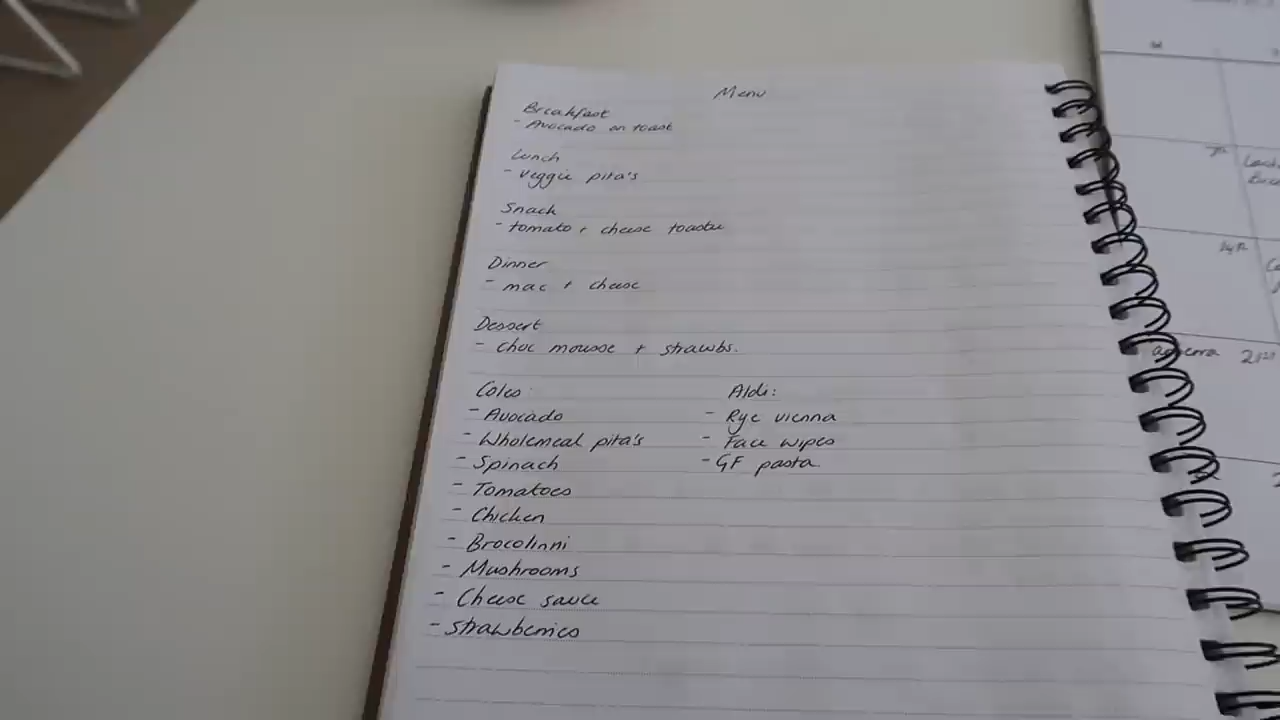 Menu
Breakfast
- Avocado on toast
Lunch
- Veggie pita's
Snack
- tomato + cheese toastie
Dinner
- mac + cheese
Dessert
- choc mousse + strawbs.
Coles:
- Avocado
- Wholemeal pita's
- Spinach
- Tomatoes
- Chicken
- Brocolinni
- Mushrooms
- Cheese sauce
- Strawberries
Aldi:
- Rye vienna
- Face wipes
- GF pasta
M